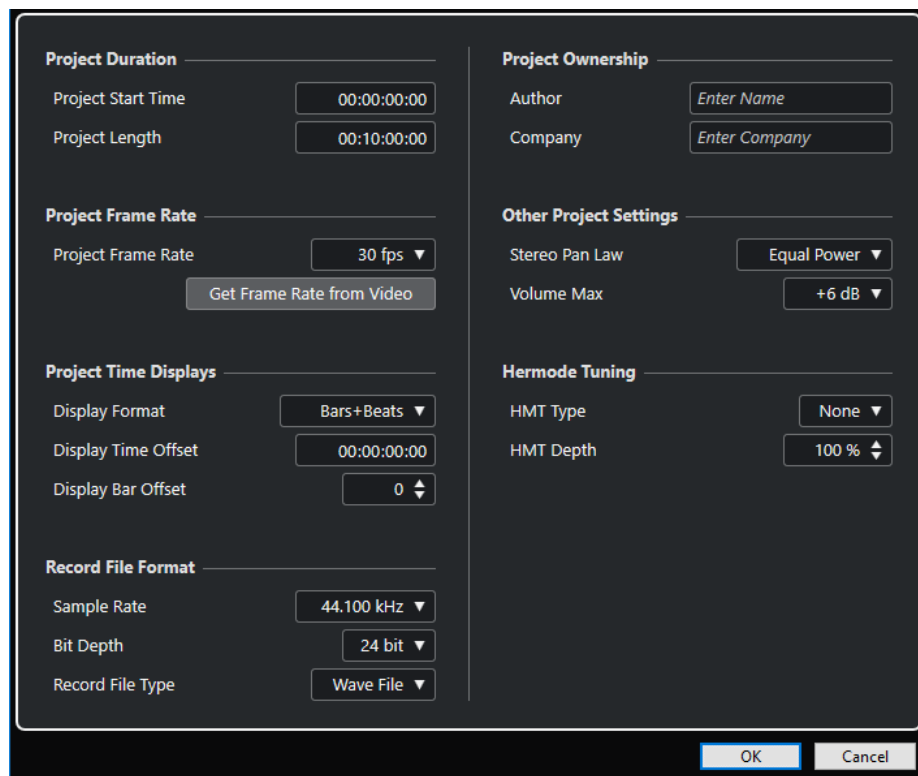 Project Duration
Project Start Time 00:00:00:00
Project Length 00:10:00:00
Project Frame Rate
Project Frame Rate 30 fps
Get Frame Rate from Video
Project Time Displays
Display Format Bars+Beats
Display Time Offset 00:00:00:00
Display Bar Offset 0
Record File Format
Sample Rate 44.100 kHz
Bit Depth 24 bit
Record File Type Wave File
Project Ownership
Author Enter Name
Company Enter Company
Other Project Settings
Stereo Pan Law Equal Power
Volume Max +6 dB
Hermode Tuning
HMT Type None
HMT Depth 100 %
OK Cancel